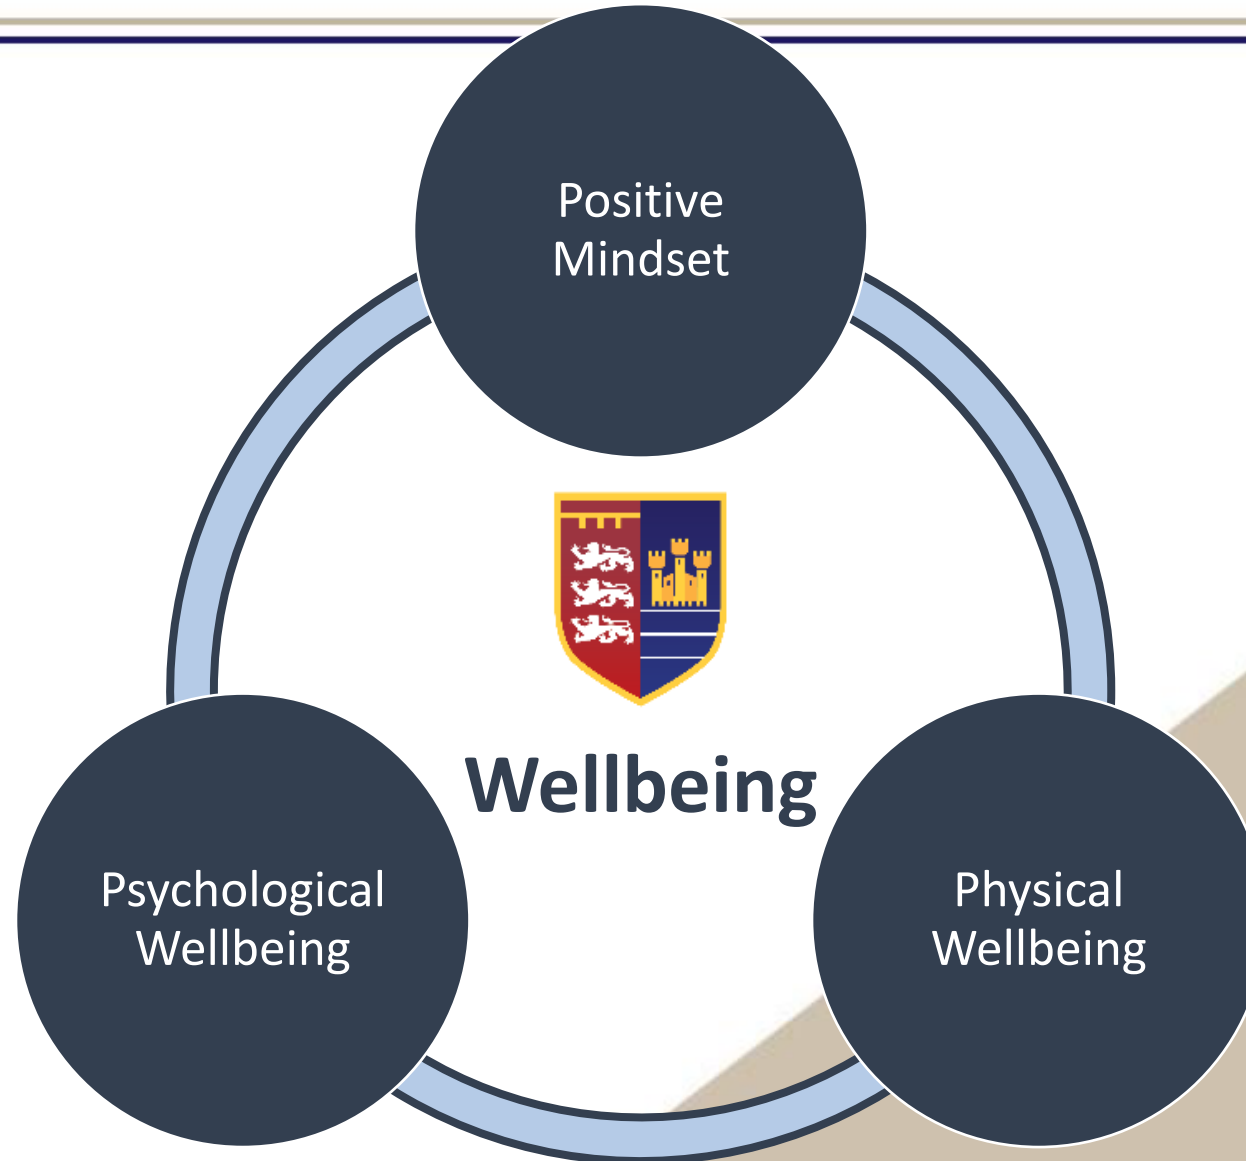 Positive
Mindset
Wellbeing
Psychological
Wellbeing
Physical
Wellbeing